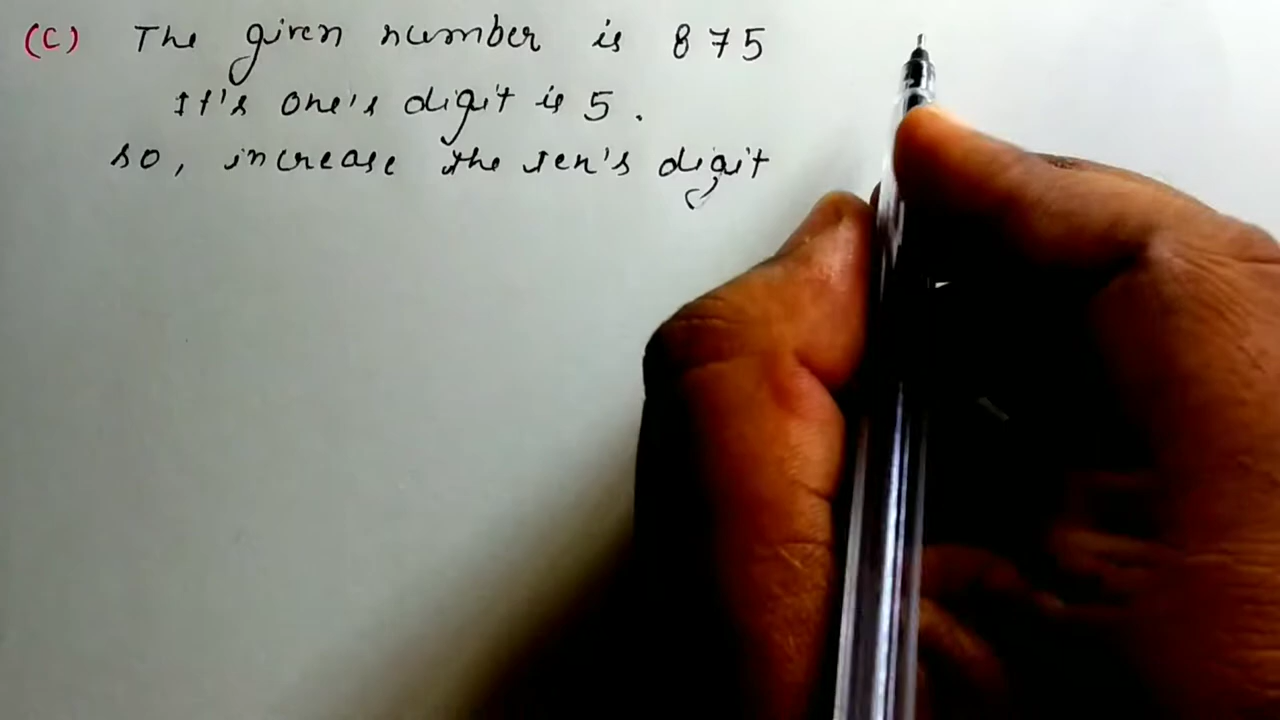 (c) The given number is 875
It's one's digit is 5.
so, increase the ten's digit